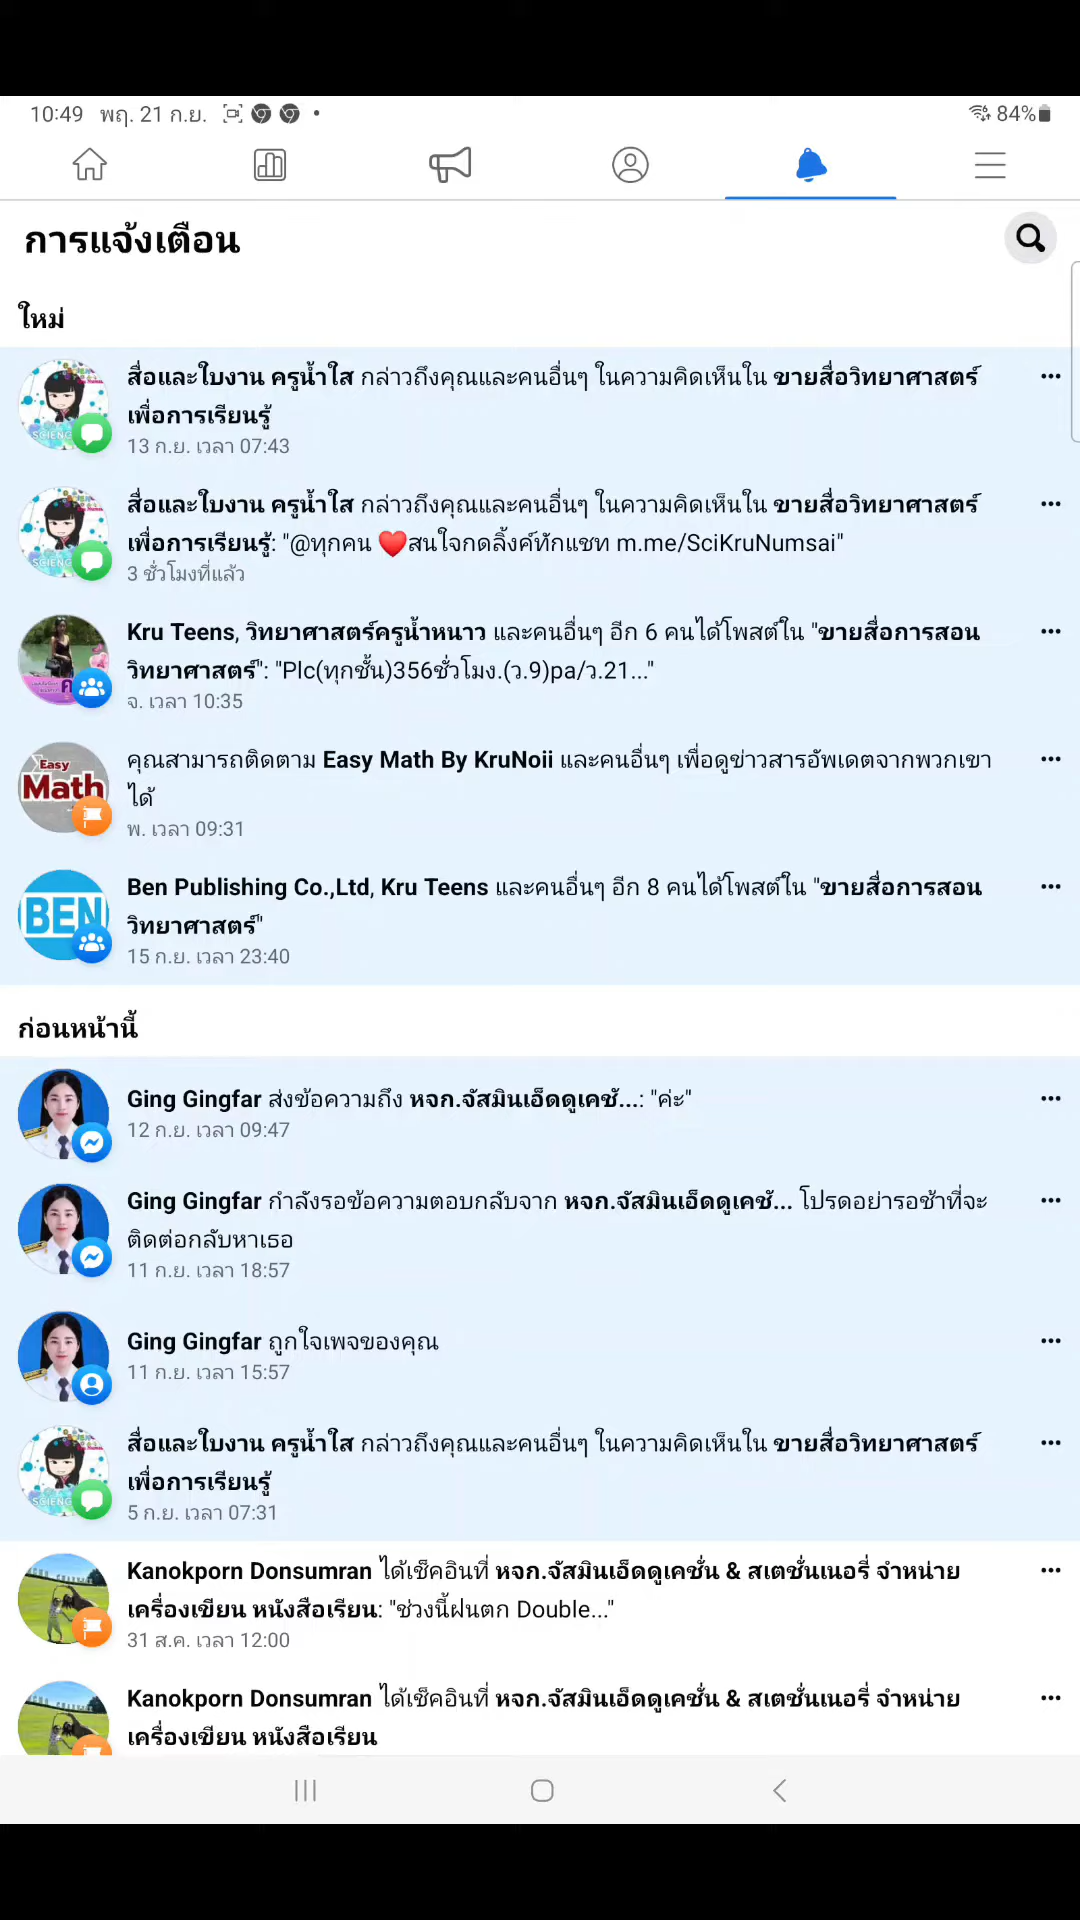 10:49 พฤ. 21 ก.ย.
84%
การแจ้งเตือน
ใหม่
สื่อและใบงาน ครูน้ำใส กล่าวถึงคุณและคนอื่นๆ ในความคิดเห็นใน ขายสื่อวิทยาศาสตร์
เพื่อการเรียนรู้
13 ก.ย. เวลา 07:43
สื่อและใบงาน ครูน้ำใส กล่าวถึงคุณและคนอื่นๆ ในความคิดเห็นใน ขายสื่อวิทยาศาสตร์
เพื่อการเรียนรู้: "@ทุกคน ❤️สนใจกดลิ้งค์ทักแชท m.me/SciKruNumsai"
3 ชั่วโมงที่แล้ว
Kru Teens, วิทยาศาสตร์ครูน้ำหนาว และคนอื่นๆ อีก 6 คนได้โพสต์ใน "ขายสื่อการสอน
วิทยาศาสตร์": "Plc(ทุกชั้น)356ชั่วโมง.(ว.9)pa/ว.21..."
จ. เวลา 10:35
Easy
Math
คุณสามารถติดตาม Easy Math By KruNoii และคนอื่นๆ เพื่อดูข่าวสารอัพเดตจากพวกเขา
ได้
พ. เวลา 09:31
BEN
Ben Publishing Co.,Ltd, Kru Teens และคนอื่นๆ อีก 8 คนได้โพสต์ใน "ขายสื่อการสอน
วิทยาศาสตร์"
15 ก.ย. เวลา 23:40
ก่อนหน้านี้
Ging Gingfar ส่งข้อความถึง หจก.จัสมินเอ็ดดูเคชั...: "ค่ะ"
12 ก.ย. เวลา 09:47
Ging Gingfar กำลังรอข้อความตอบกลับจาก หจก.จัสมินเอ็ดดูเคชั... โปรดอย่ารอช้าที่จะ
ติดต่อกลับหาเธอ
11 ก.ย. เวลา 18:57
Ging Gingfar ถูกใจเพจของคุณ
11 ก.ย. เวลา 15:57
สื่อและใบงาน ครูน้ำใส กล่าวถึงคุณและคนอื่นๆ ในความคิดเห็นใน ขายสื่อวิทยาศาสตร์
เพื่อการเรียนรู้
5 ก.ย. เวลา 07:31
Kanokporn Donsumran ได้เช็คอินที่ หจก.จัสมินเอ็ดดูเคชั่น & สเตชั่นเนอรี่ จำหน่าย
เครื่องเขียน หนังสือเรียน: "ช่วงนี้ฝนตก Double..."
31 ส.ค. เวลา 12:00
Kanokporn Donsumran ได้เช็คอินที่ หจก.จัสมินเอ็ดดูเคชั่น & สเตชั่นเนอรี่ จำหน่าย
เครื่องเขียน หนังสือเรียน